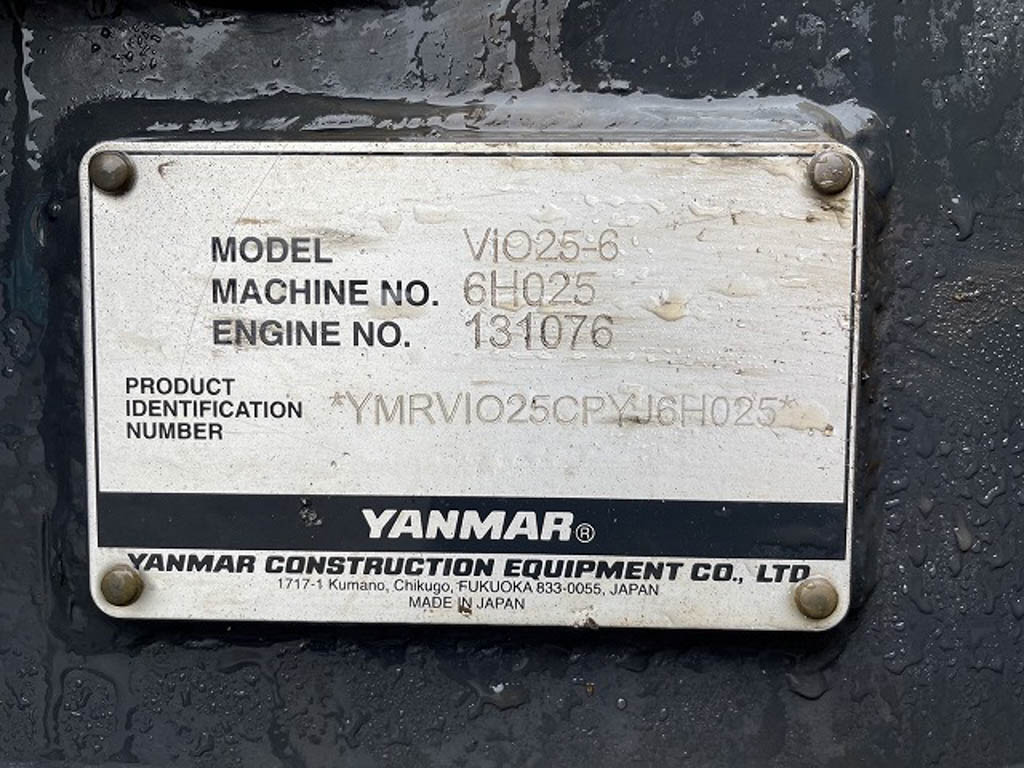 MODEL VIO25-6
MACHINE NO. 6H025
ENGINE NO. 131076
PRODUCT
IDENTIFICATION *YMRVIO25CPYJ6H025*
NUMBER
YANMAR®
YANMAR CONSTRUCTION EQUIPMENT CO., LTD
1717-1 Kumano, Chikugo, FUKUOKA 833-0055, JAPAN
MADE IN JAPAN